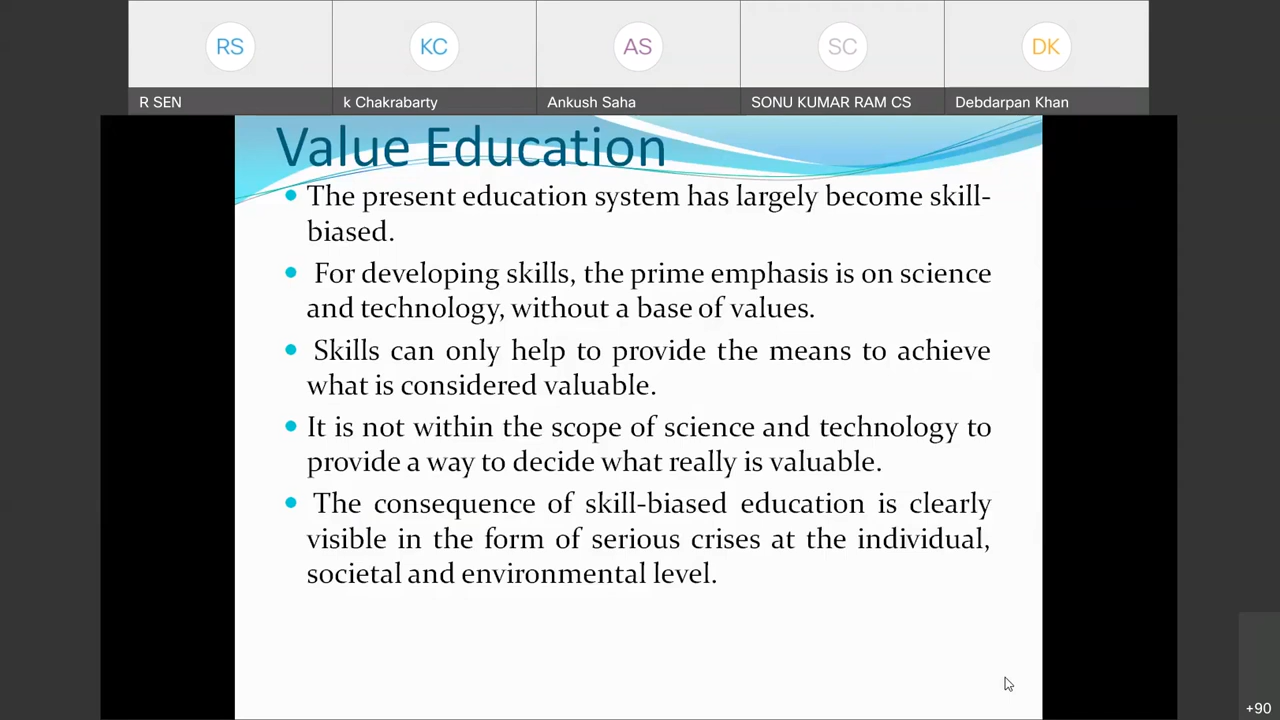 RS
KC
AS
SC
DK
R SEN
k Chakrabarty
Ankush Saha
SONU KUMAR RAM CS
Debdarpan Khan
Value Education
• The present education system has largely become skill-
biased.
• For developing skills, the prime emphasis is on science
and technology, without a base of values.
• Skills can only help to provide the means to achieve
what is considered valuable.
• It is not within the scope of science and technology to
provide a way to decide what really is valuable.
• The consequence of skill-biased education is clearly
visible in the form of serious crises at the individual,
societal and environmental level.
+90